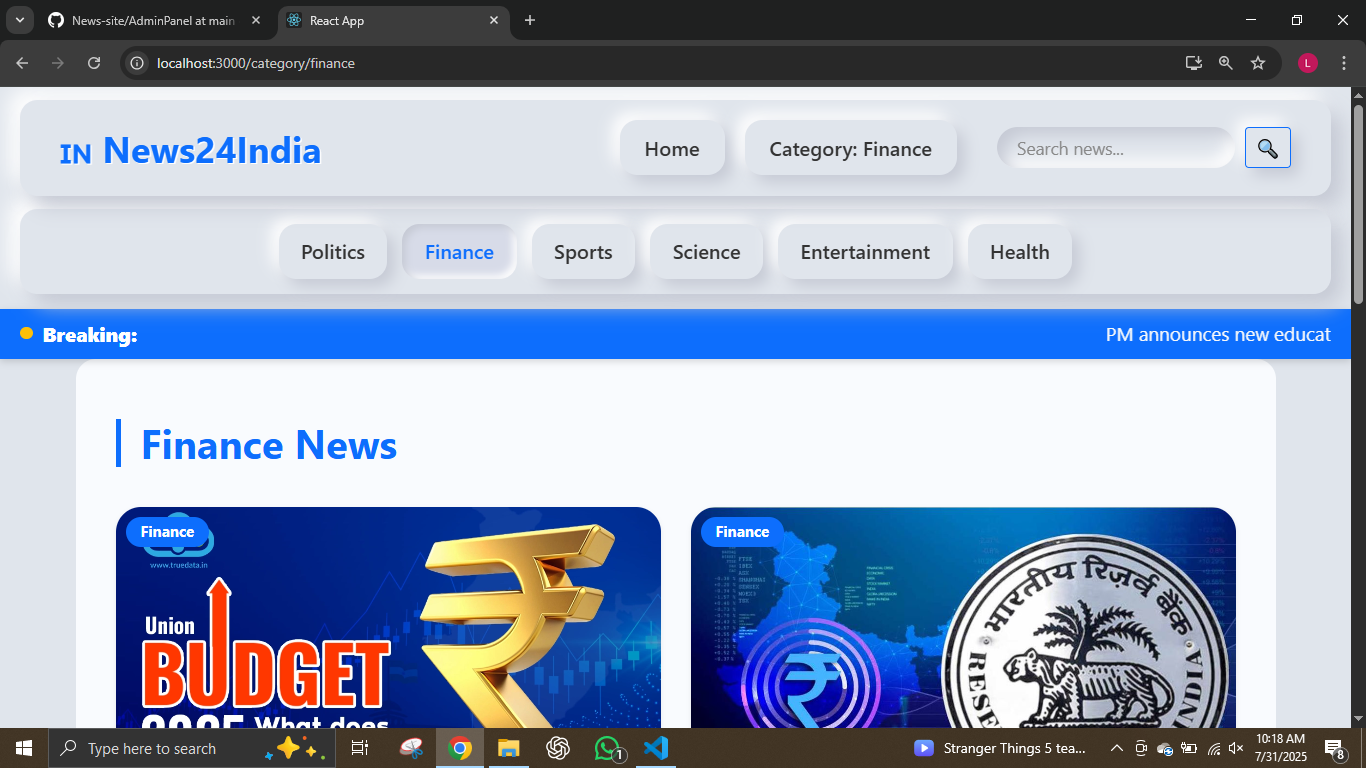 News-site/AdminPanel at main
React App
localhost:3000/category/finance
L
IN News24India
Home
Category: Finance
Search news...
Politics
Finance
Sports
Science
Entertainment
Health
Breaking:
PM announces new educat
Finance News
Finance
www.truedata.in
Union
BUDGET
2025 What does
Finance
भारतीय रिज़र्व बैंक
Type here to search
1
Stranger Things 5 tea...
10:18 AM
7/31/2025
8